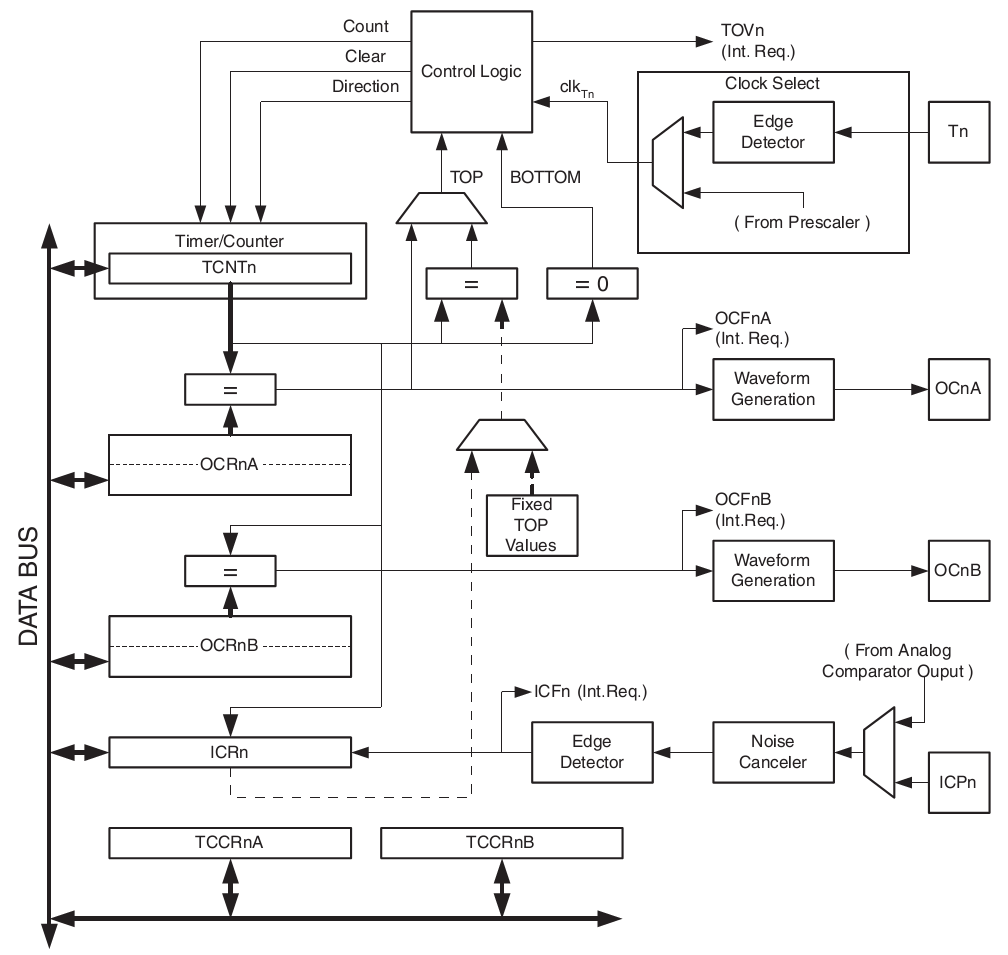 Count
Clear
Direction
Control Logic
TOVn
(Int. Req.)
clkTn
Clock Select
Edge
Detector
Tn
( From Prescaler )
TOP
BOTTOM
Timer/Counter
TCNTn
=
= 0
OCFnA
(Int. Req.)
=
Waveform
Generation
OCnA
OCRnA
Fixed
TOP
Values
OCFnB
(Int.Req.)
=
Waveform
Generation
OCnB
OCRnB
DATA BUS
( From Analog
Comparator Ouput )
ICFn (Int.Req.)
ICRn
Edge
Detector
Noise
Canceler
ICPn
TCCRnA
TCCRnB